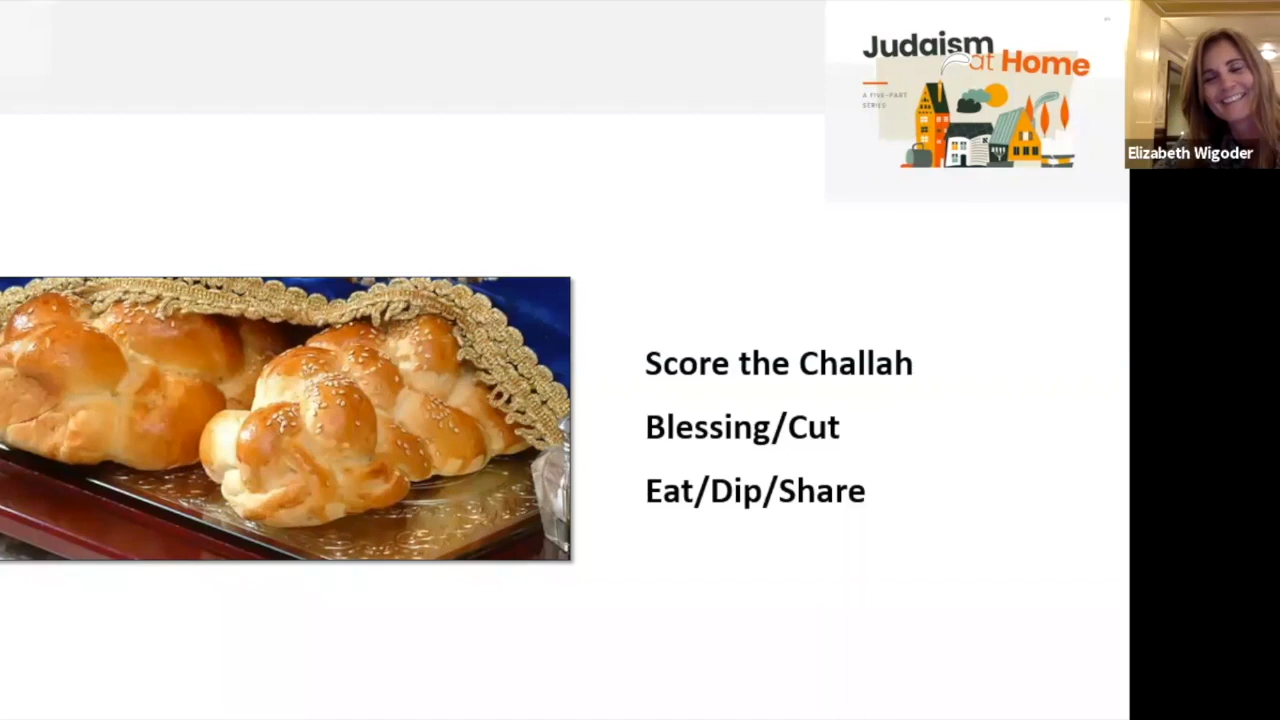 Judaism
at Home
A FIVE-PART
SERIES
Elizabeth Wigoder
Score the Challah
Blessing/Cut
Eat/Dip/Share